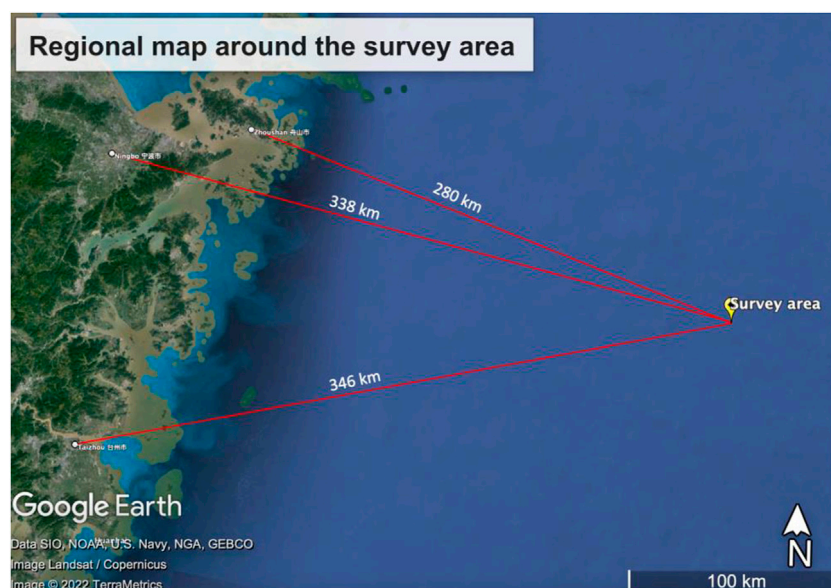 Regional map around the survey area
Zhoushan 舟山市
Ningbo 宁波市
280 km
338 km
Survey area
346 km
Taizhou 台州市
Google Earth
Data SIO, NOAA, U.S. Navy, NGA, GEBCO
Image Landsat / Copernicus
Image © 2022 TerraMetrics
N
100 km